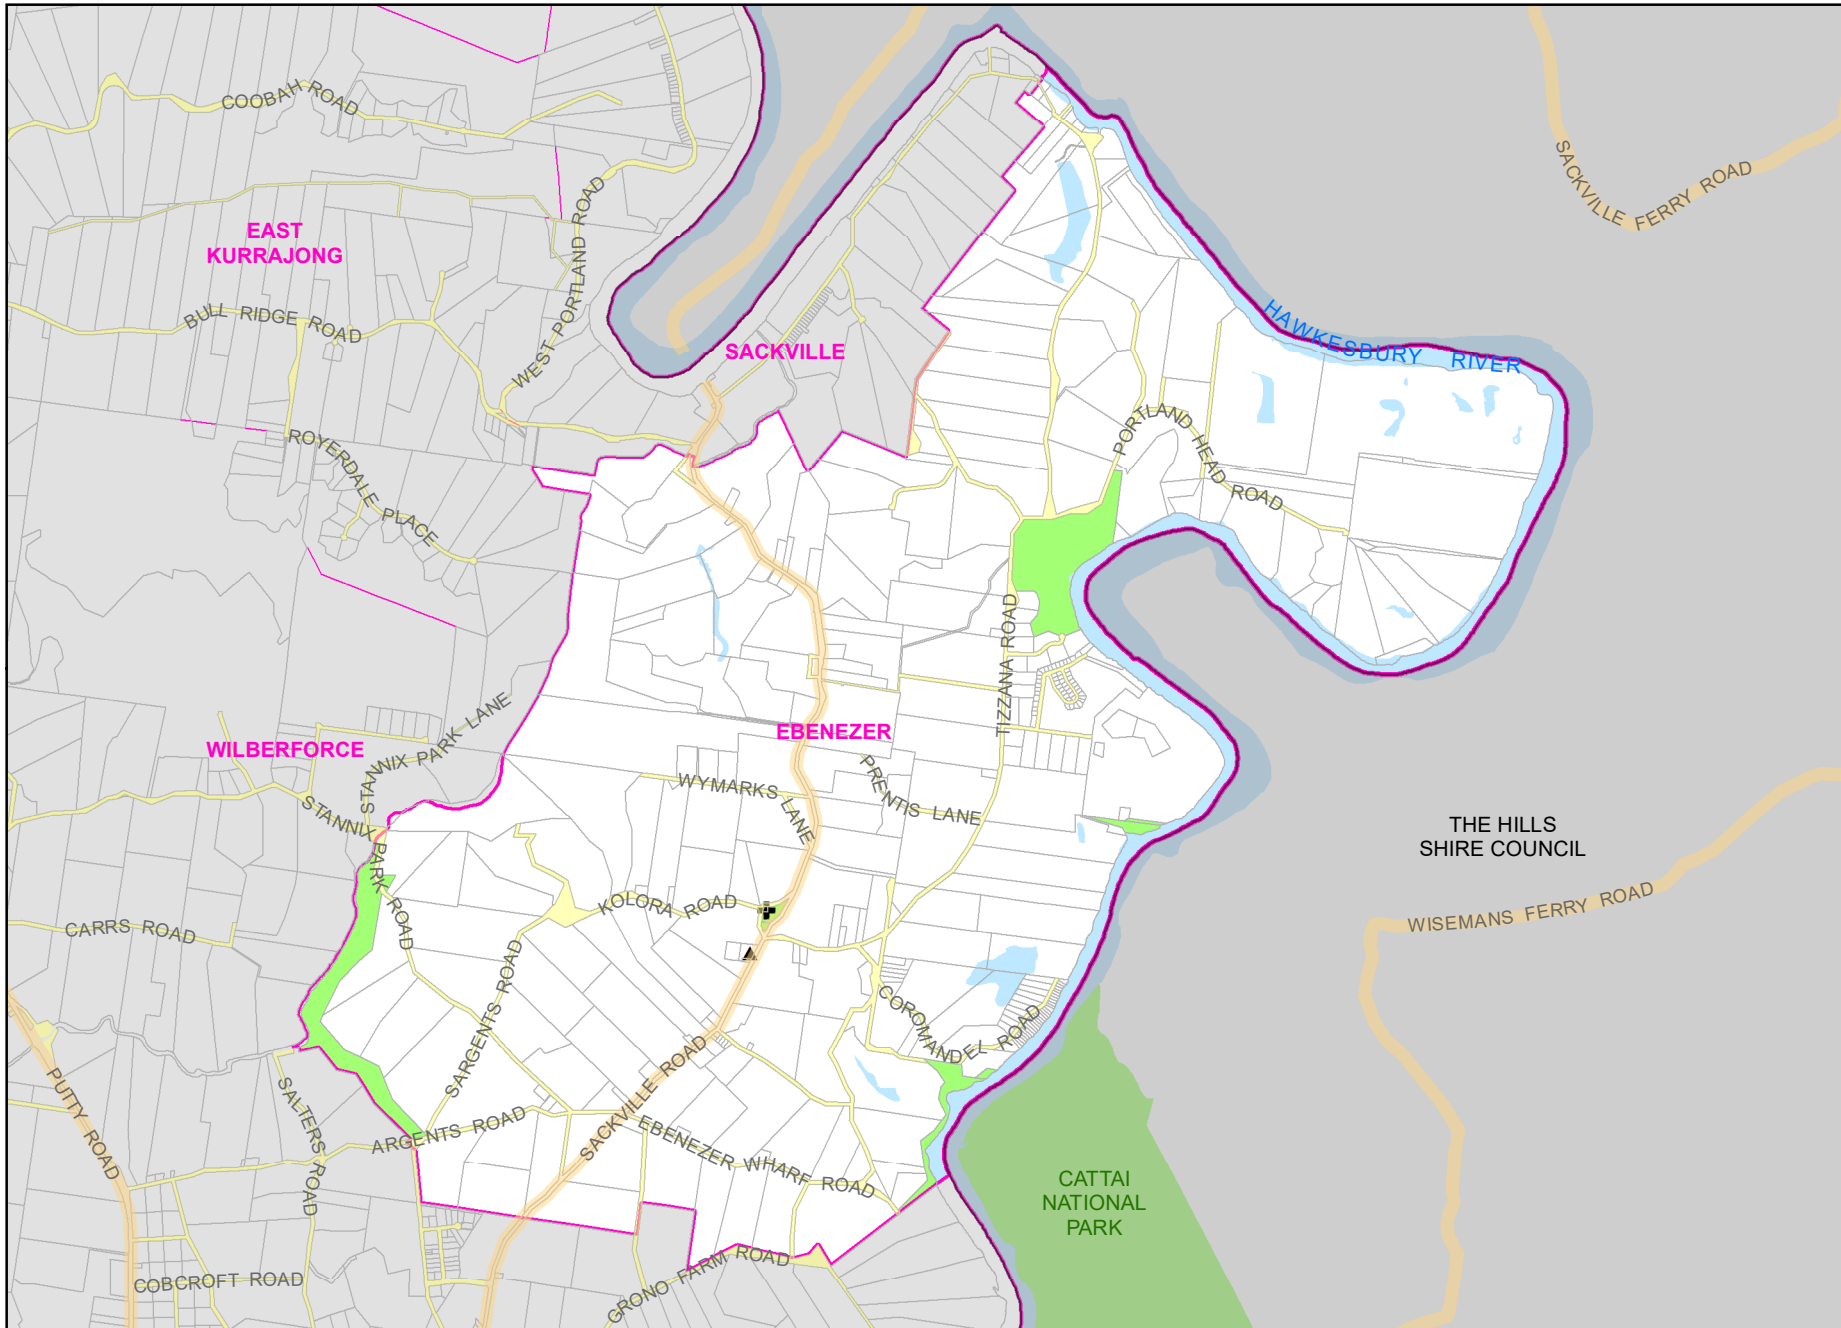 COOBAH ROAD
SACKVILLE FERRY ROAD
EAST
KURRAJONG
WEST PORTLAND ROAD
BULL RIDGE ROAD
SACKVILLE
HAWKESBURY RIVER
PORTLAND HEAD ROAD
ROYERDALE PLACE
TIZZANA ROAD
STANNIX PARK LANE
WILBERFORCE
EBENEZER
WYMARKS LANE
PRENTIS LANE
STANNIX PARK ROAD
THE HILLS
SHIRE COUNCIL
KOLORA ROAD
WISEMANS FERRY ROAD
CARRS ROAD
SARGENTS ROAD
COROMANDEL ROAD
SACKVILLE ROAD
PUTTY ROAD
SALTERS ROAD
ARGENTS ROAD
EBENEZER WHARF ROAD
CATTAI
NATIONAL
PARK
COBCROFT ROAD
GRONO FARM ROAD